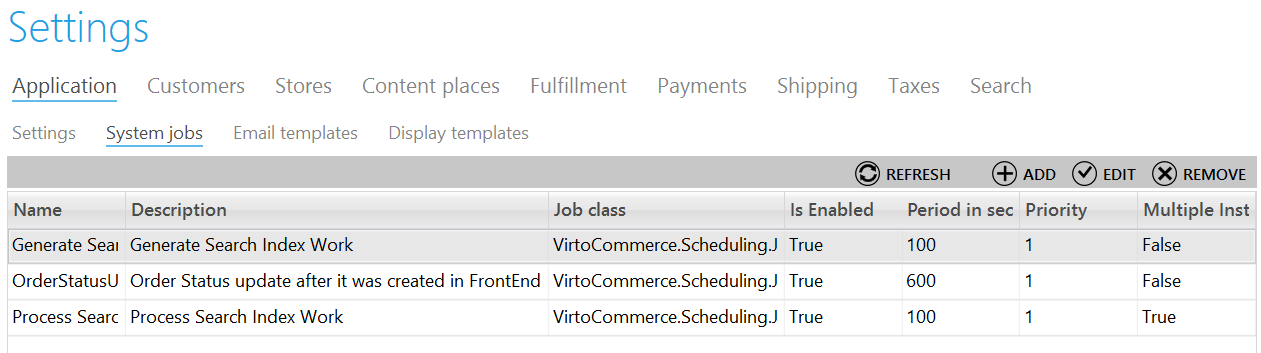 Settings
Application Customers Stores Content places Fulfillment Payments Shipping Taxes Search
Settings System jobs Email templates Display templates
REFRESH ADD EDIT REMOVE
Name Description Job class Is Enabled Period in sec Priority Multiple Inst
Generate Sear Generate Search Index Work VirtoCommerce.Scheduling.J True 100 1 False
OrderStatusU Order Status update after it was created in FrontEnd VirtoCommerce.Scheduling.J True 600 1 False
Process Searc Process Search Index Work VirtoCommerce.Scheduling.J True 100 1 True